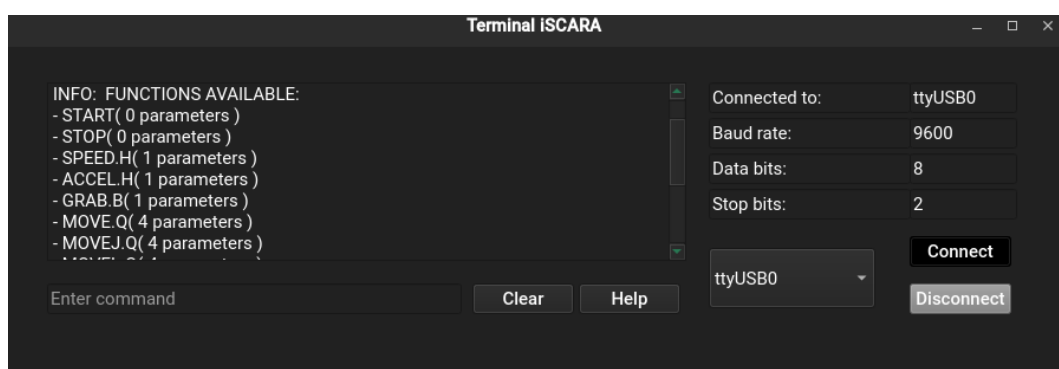 Terminal iSCARA
INFO:  FUNCTIONS AVAILABLE:
- START( 0 parameters )
- STOP( 0 parameters )
- SPEED.H( 1 parameters )
- ACCEL.H( 1 parameters )
- GRAB.B( 1 parameters )
- MOVE.Q( 4 parameters )
- MOVEJ.Q( 4 parameters )
Enter command
Clear
Help
Connected to: ttyUSB0
Baud rate: 9600
Data bits: 8
Stop bits: 2
ttyUSB0
Connect
Disconnect